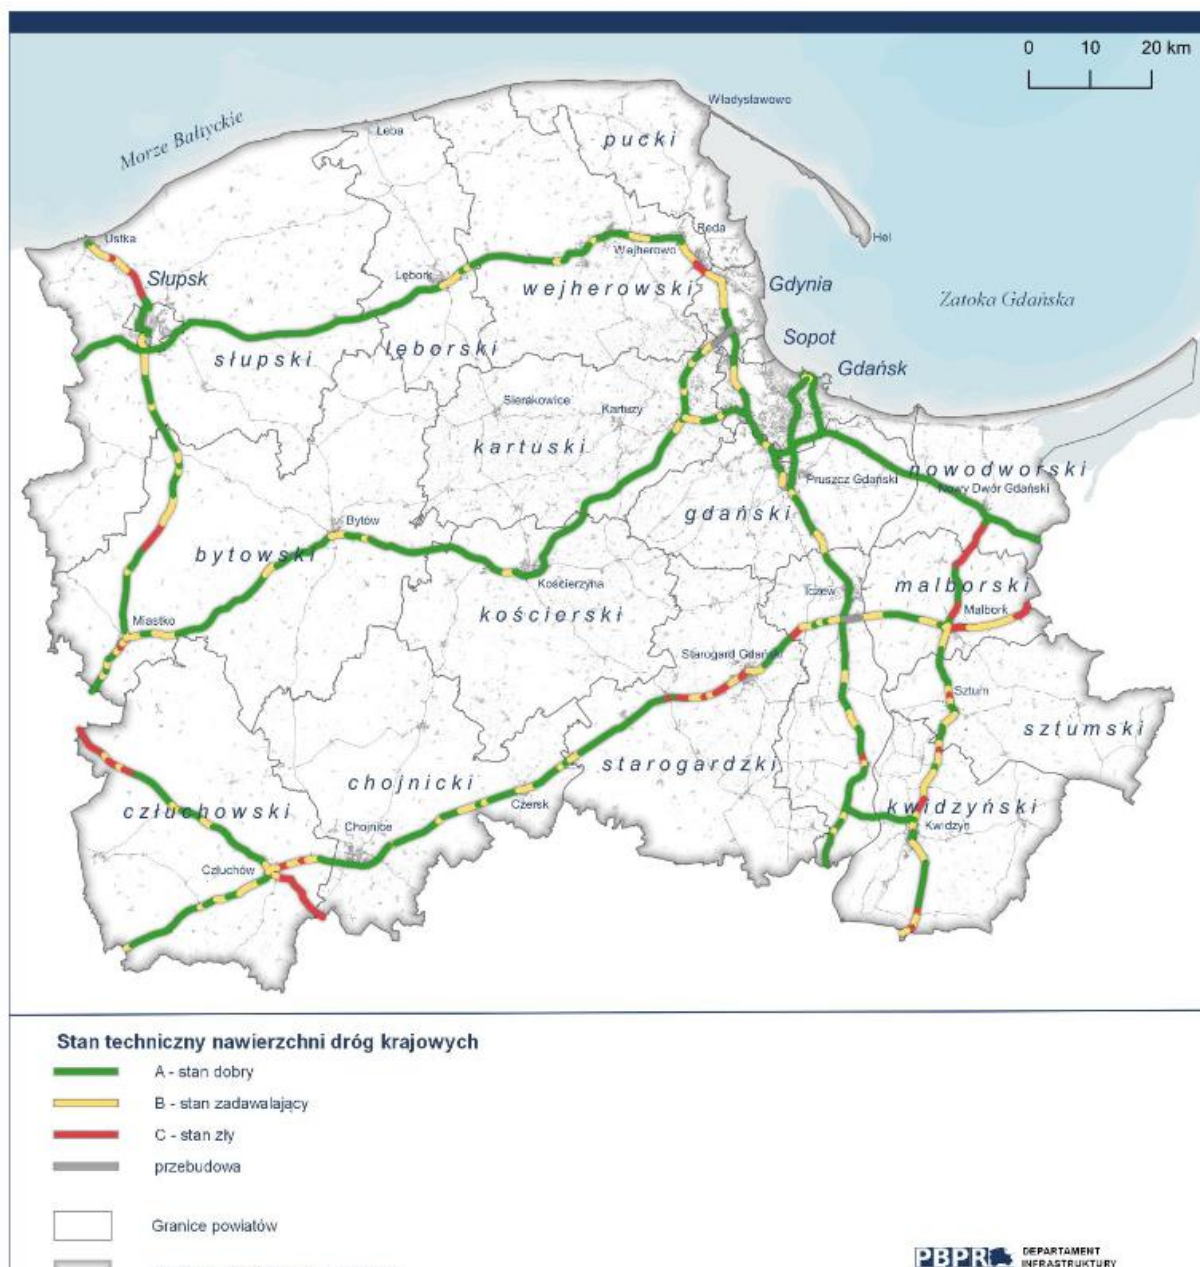 0 10 20 km
Władysławowo
Morze Bałtyckie
Łeba
pucki
Ustka
Reda
Wejherowo
Hel
Słupsk
Lębork
wejherowski
Gdynia
Zatoka Gdańska
Sopot
słupski
lęborski
Gdańsk
Sierakowice
Kartuzy
kartuski
nowodworski
Pruszcz Gdański
Nowy Dwór Gdański
gdański
Bytów
bytowski
Kościerzyna
malborski
Tczew
kościerski
Malbork
Miastko
Starogard Gdański
Sztum
sztumski
starogardzki
chojnicki
człuchowski
Czersk
kwidzyński
Chojnice
Kwidzyn
Człuchów
Stan techniczny nawierzchni dróg krajowych
A - stan dobry
B - stan zadawalający
C - stan zły
przebudowa
Granice powiatów
PBPR DEPARTAMENT
INFRASTRUKTURY